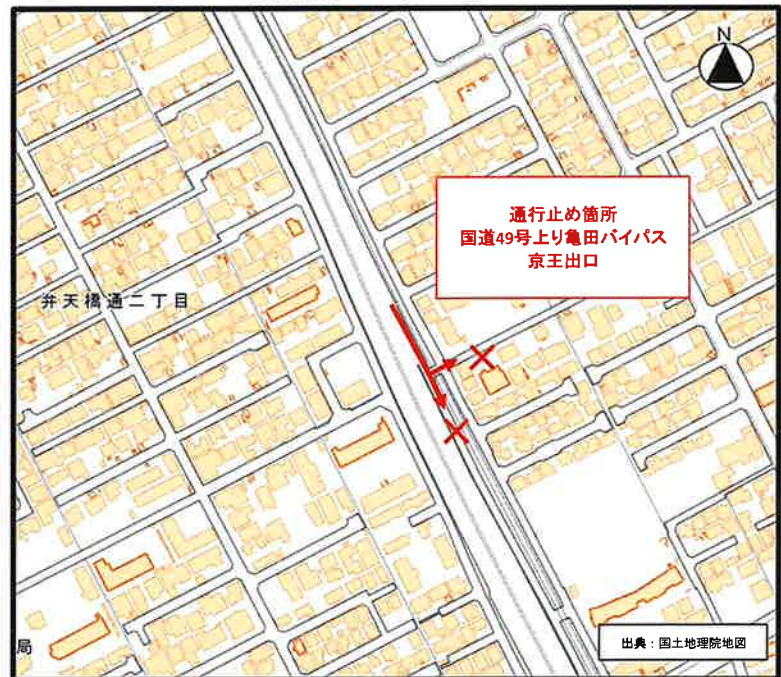 N
通行止め箇所
国道49号上り亀田バイパス
京王出口
弁天橋通二丁目
局
出典：国土地理院地図